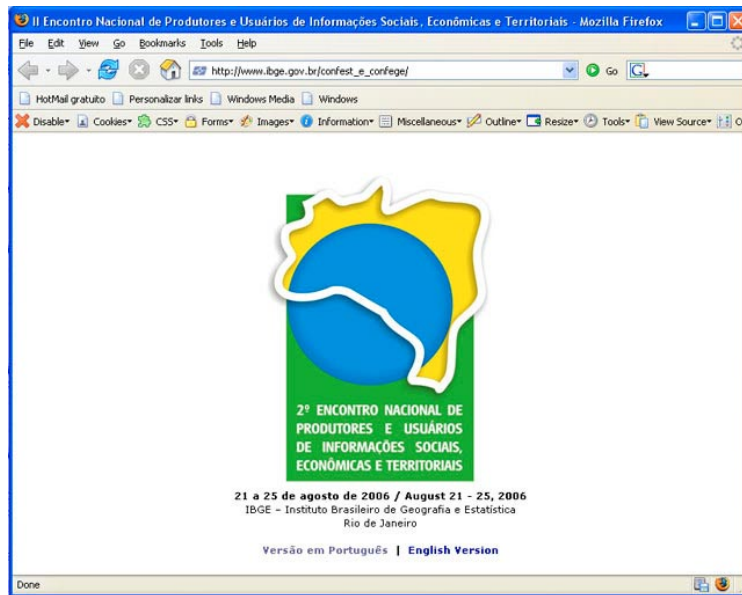 II Encontro Nacional de Produtores e Usuários de Informações Sociais, Econômicas e Territoriais - Mozilla Firefox
File Edit View Go Bookmarks Tools Help
http://www.ibge.gov.br/confest_e_confege/ Go G
HotMail gratuito Personalizar links Windows Media Windows
Disable Cookies CSS Forms Images Information Miscellaneous Outline Resize Tools View Source O
2º ENCONTRO NACIONAL DE
PRODUTORES E USUÁRIOS
DE INFORMAÇÕES SOCIAIS,
ECONÔMICAS E TERRITORIAIS
21 a 25 de agosto de 2006 / August 21 - 25, 2006
IBGE – Instituto Brasileiro de Geografia e Estatística
Rio de Janeiro
Versão em Português | English Version
Done